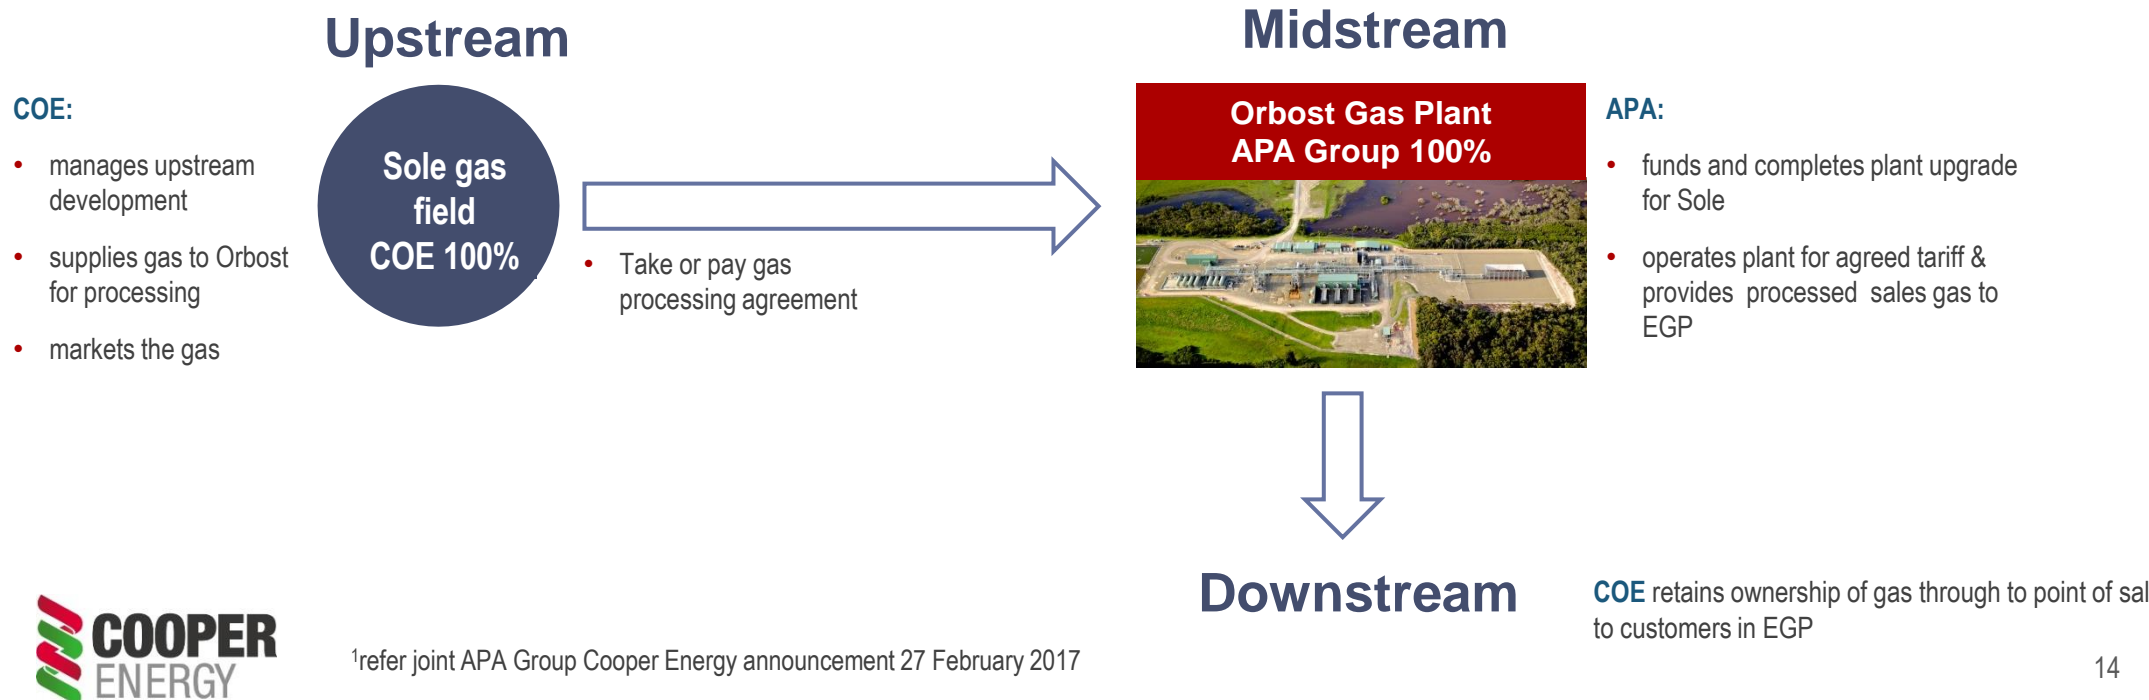 Upstream
Midstream
COE:
• manages upstream
development
• supplies gas to Orbost
for processing
• markets the gas
Sole gas
field
COE 100%
• Take or pay gas
processing agreement
Orbost Gas Plant
APA Group 100%
APA:
• funds and completes plant upgrade
for Sole
• operates plant for agreed tariff &
provides processed sales gas to
EGP
Downstream
COE retains ownership of gas through to point of sal
to customers in EGP
COOPER
ENERGY
¹refer joint APA Group Cooper Energy announcement 27 February 2017
14